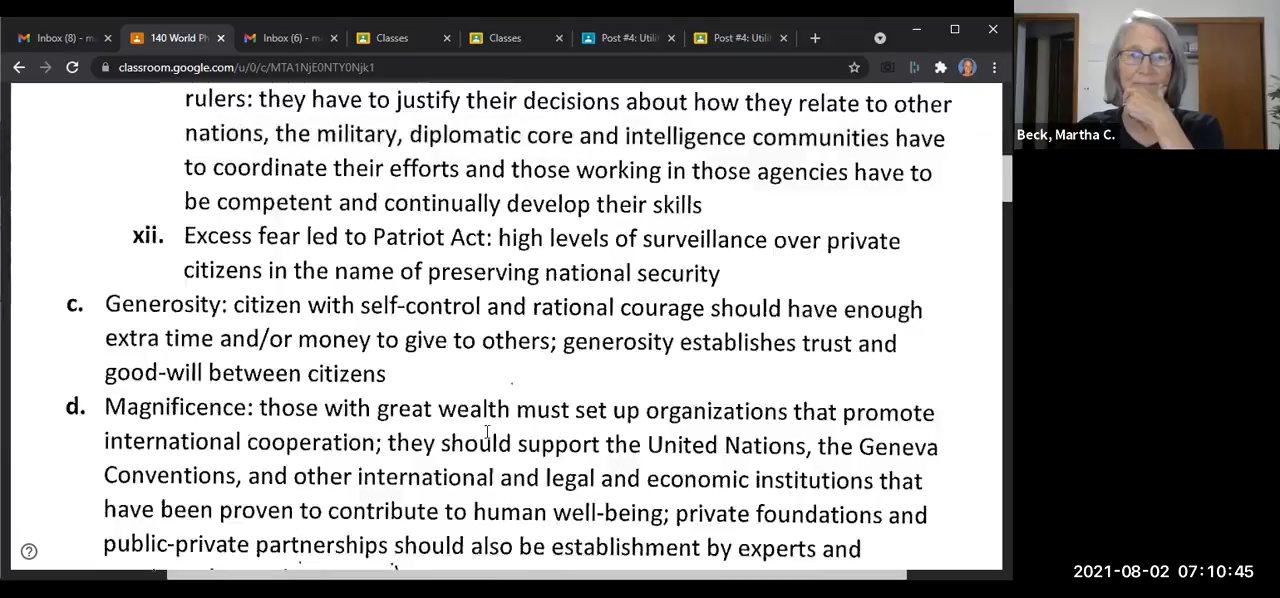 Inbox (8) - m
140 World Ph
Inbox (6) - m
Classes
Classes
Post #4: Utili
Post #4: Utili
classroom.google.com/u/0/c/MTA1NjE0NTY0Njk1
Beck, Martha C.
rulers: they have to justify their decisions about how they relate to other
nations, the military, diplomatic core and intelligence communities have
to coordinate their efforts and those working in those agencies have to
be competent and continually develop their skills
xii. Excess fear led to Patriot Act: high levels of surveillance over private
citizens in the name of preserving national security
c. Generosity: citizen with self-control and rational courage should have enough
extra time and/or money to give to others; generosity establishes trust and
good-will between citizens
d. Magnificence: those with great wealth must set up organizations that promote
international cooperation; they should support the United Nations, the Geneva
Conventions, and other international and legal and economic institutions that
have been proven to contribute to human well-being; private foundations and
public-private partnerships should also be establishment by experts and
2021-08-02 07:10:45